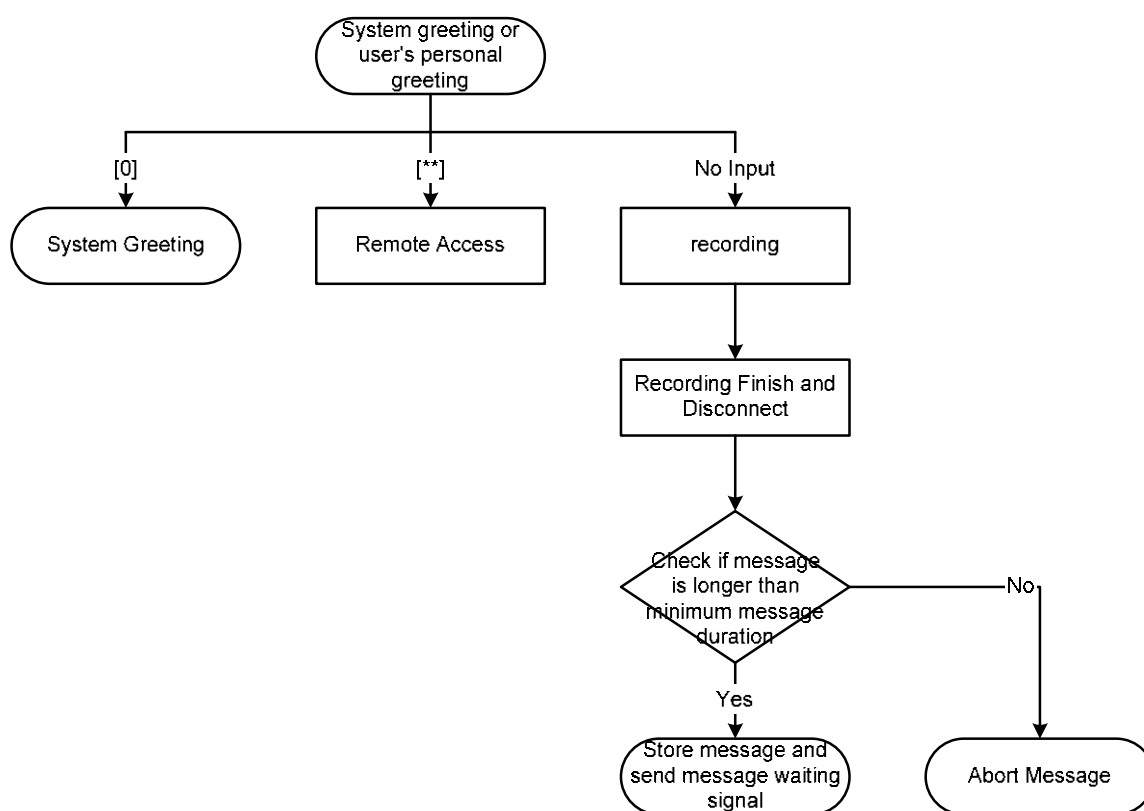 System greeting or
user's personal
greeting
[0]
[**]
No Input
System Greeting
Remote Access
recording
Recording Finish and
Disconnect
Check if message
is longer than
minimum message
duration
No
Yes
Store message and
send message waiting
signal
Abort Message